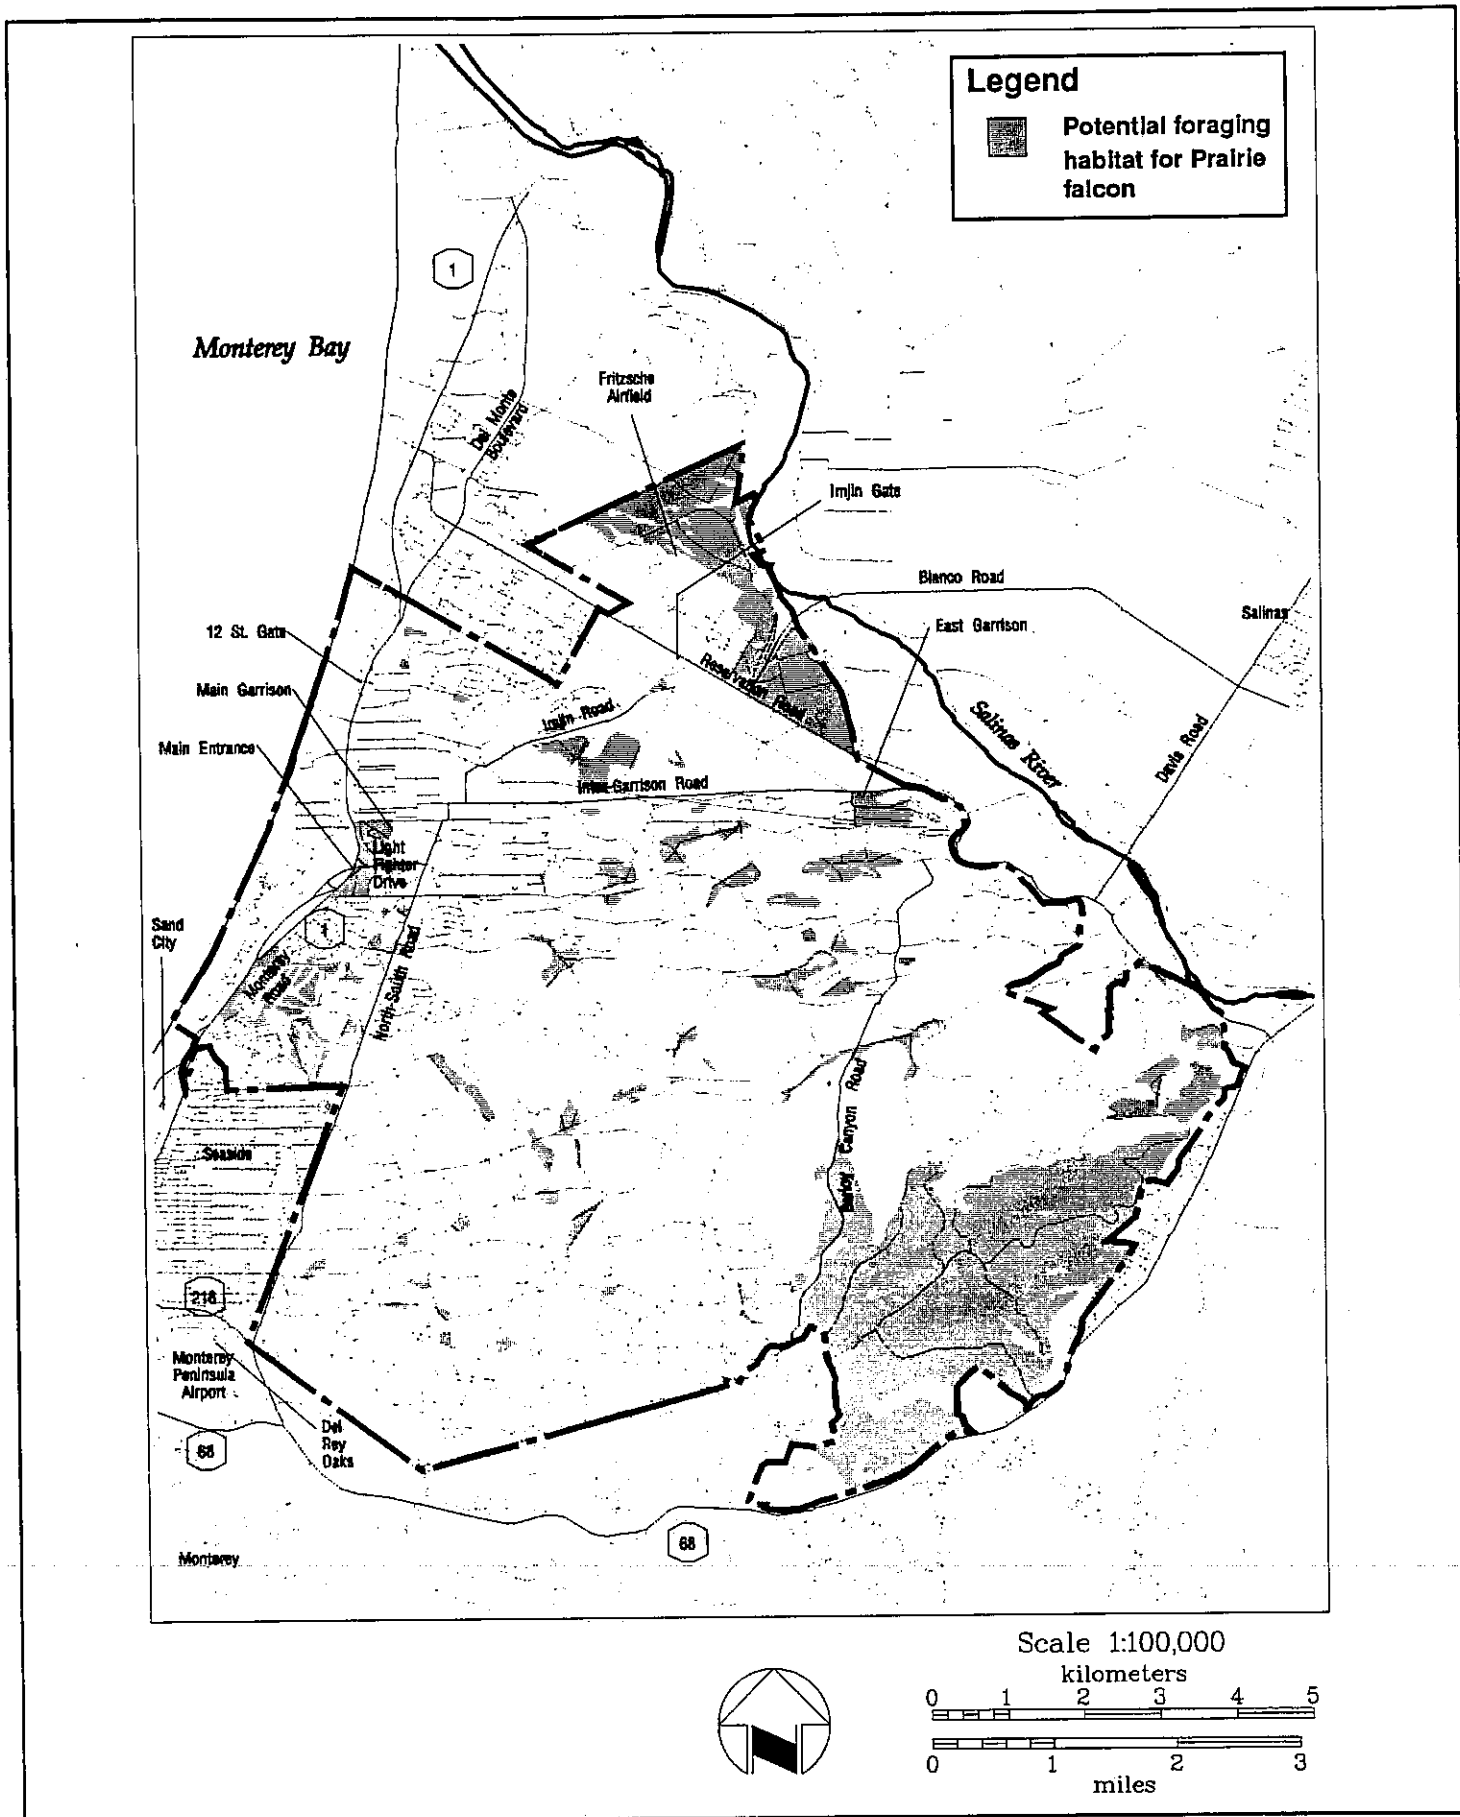 Legend
Potential foraging
habitat for Prairie
falcon
1
Monterey Bay
Fritzsche
Airfield
Del Monte
Boulevard
Imjin Gate
Blanco Road
Salinas
12 St. Gate
East Garrison
Main Garrison
Reservation Road
Imjin Road
Salinas River
Davis Road
Main Entrance
Inter-Garrison Road
Light
Fighter
Drive
Sand
City
1
Monterey
Road
North-South Road
Barloy Canyon Road
Seaside
218
Monterey
Peninsula
Airport
Del
Rey
Oaks
68
68
Monterey
Scale 1:100,000
kilometers
0 1 2 3 4 5
0 1 2 3
miles